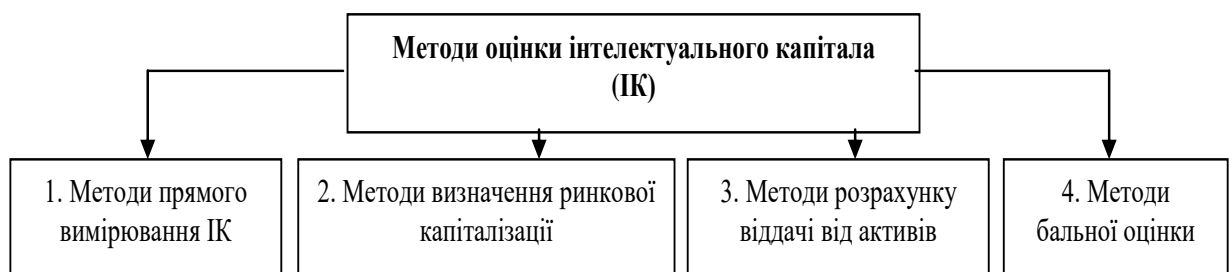 Методи оцінки інтелектуального капітала
(ІК)
1. Методи прямого
вимірювання ІК
2. Методи визначення ринкової
капіталізації
3. Методи розрахунку
віддачі від активів
4. Методи
бальної оцінки